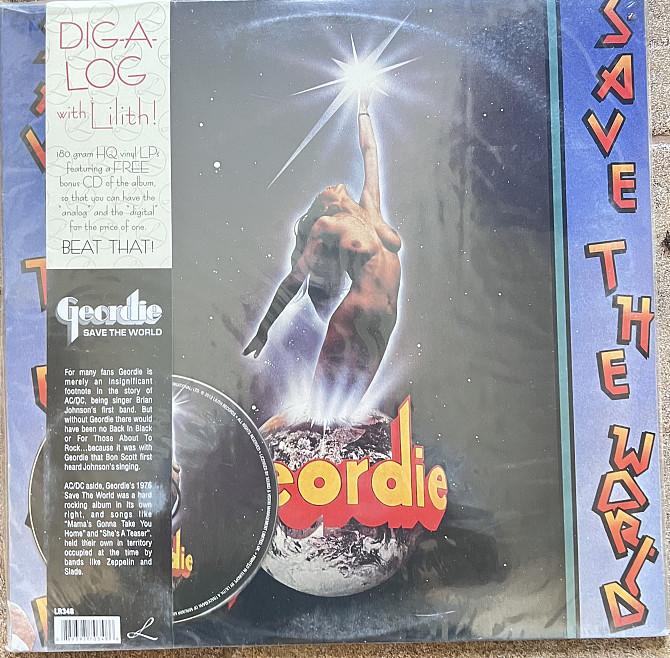 DIG-A-
LOG
with Lilith!
180 gram HQ vinyl LPs
featuring a FREE
bonus CD of the album,
so that you can have the
"analog" and the "digital"
for the price of one.
BEAT THAT!
Geordie
SAVE THE WORLD
For many fans Geordie is
merely an insignificant
footnote in the story of
AC/DC, being singer Brian
Johnson's first band. But
without Geordie there would
have been no Back In Black
or For Those About To
Rock...because it was with
Geordie that Bon Scott first
heard Johnson's singing.
AC/DC aside, Geordie's 1976
Save The World was a hard
rocking album in its own
right, and songs like
"Mama's Gonna Take You
Home" and "She's A Teaser",
held their own in territory
occupied at the time by
bands like Zeppelin and
Slade.
LR348
L
eordie
rdie
SAVE THE WORLD